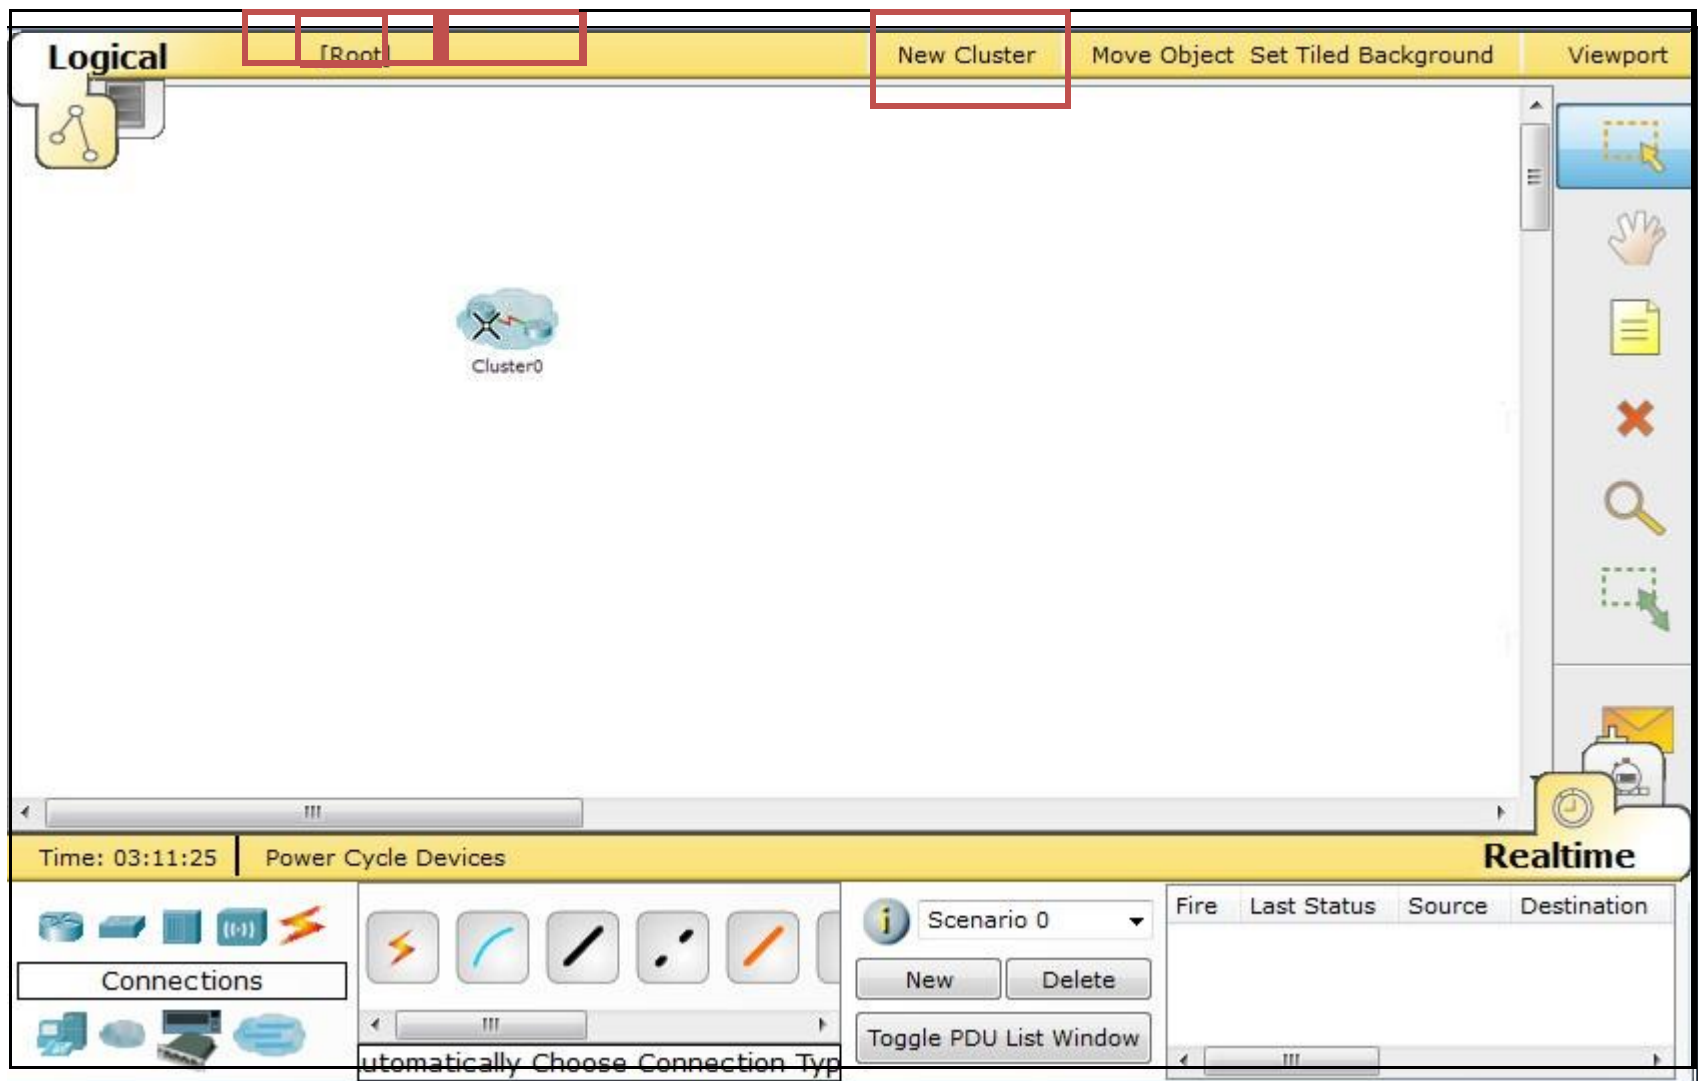 Logical [Root] New Cluster Move Object Set Tiled Background Viewport
Cluster0
Time: 03:11:25 Power Cycle Devices Realtime
Fire Last Status Source Destination
Scenario 0
Connections
New Delete
Toggle PDU List Window
utomatically Choose Connection Typ